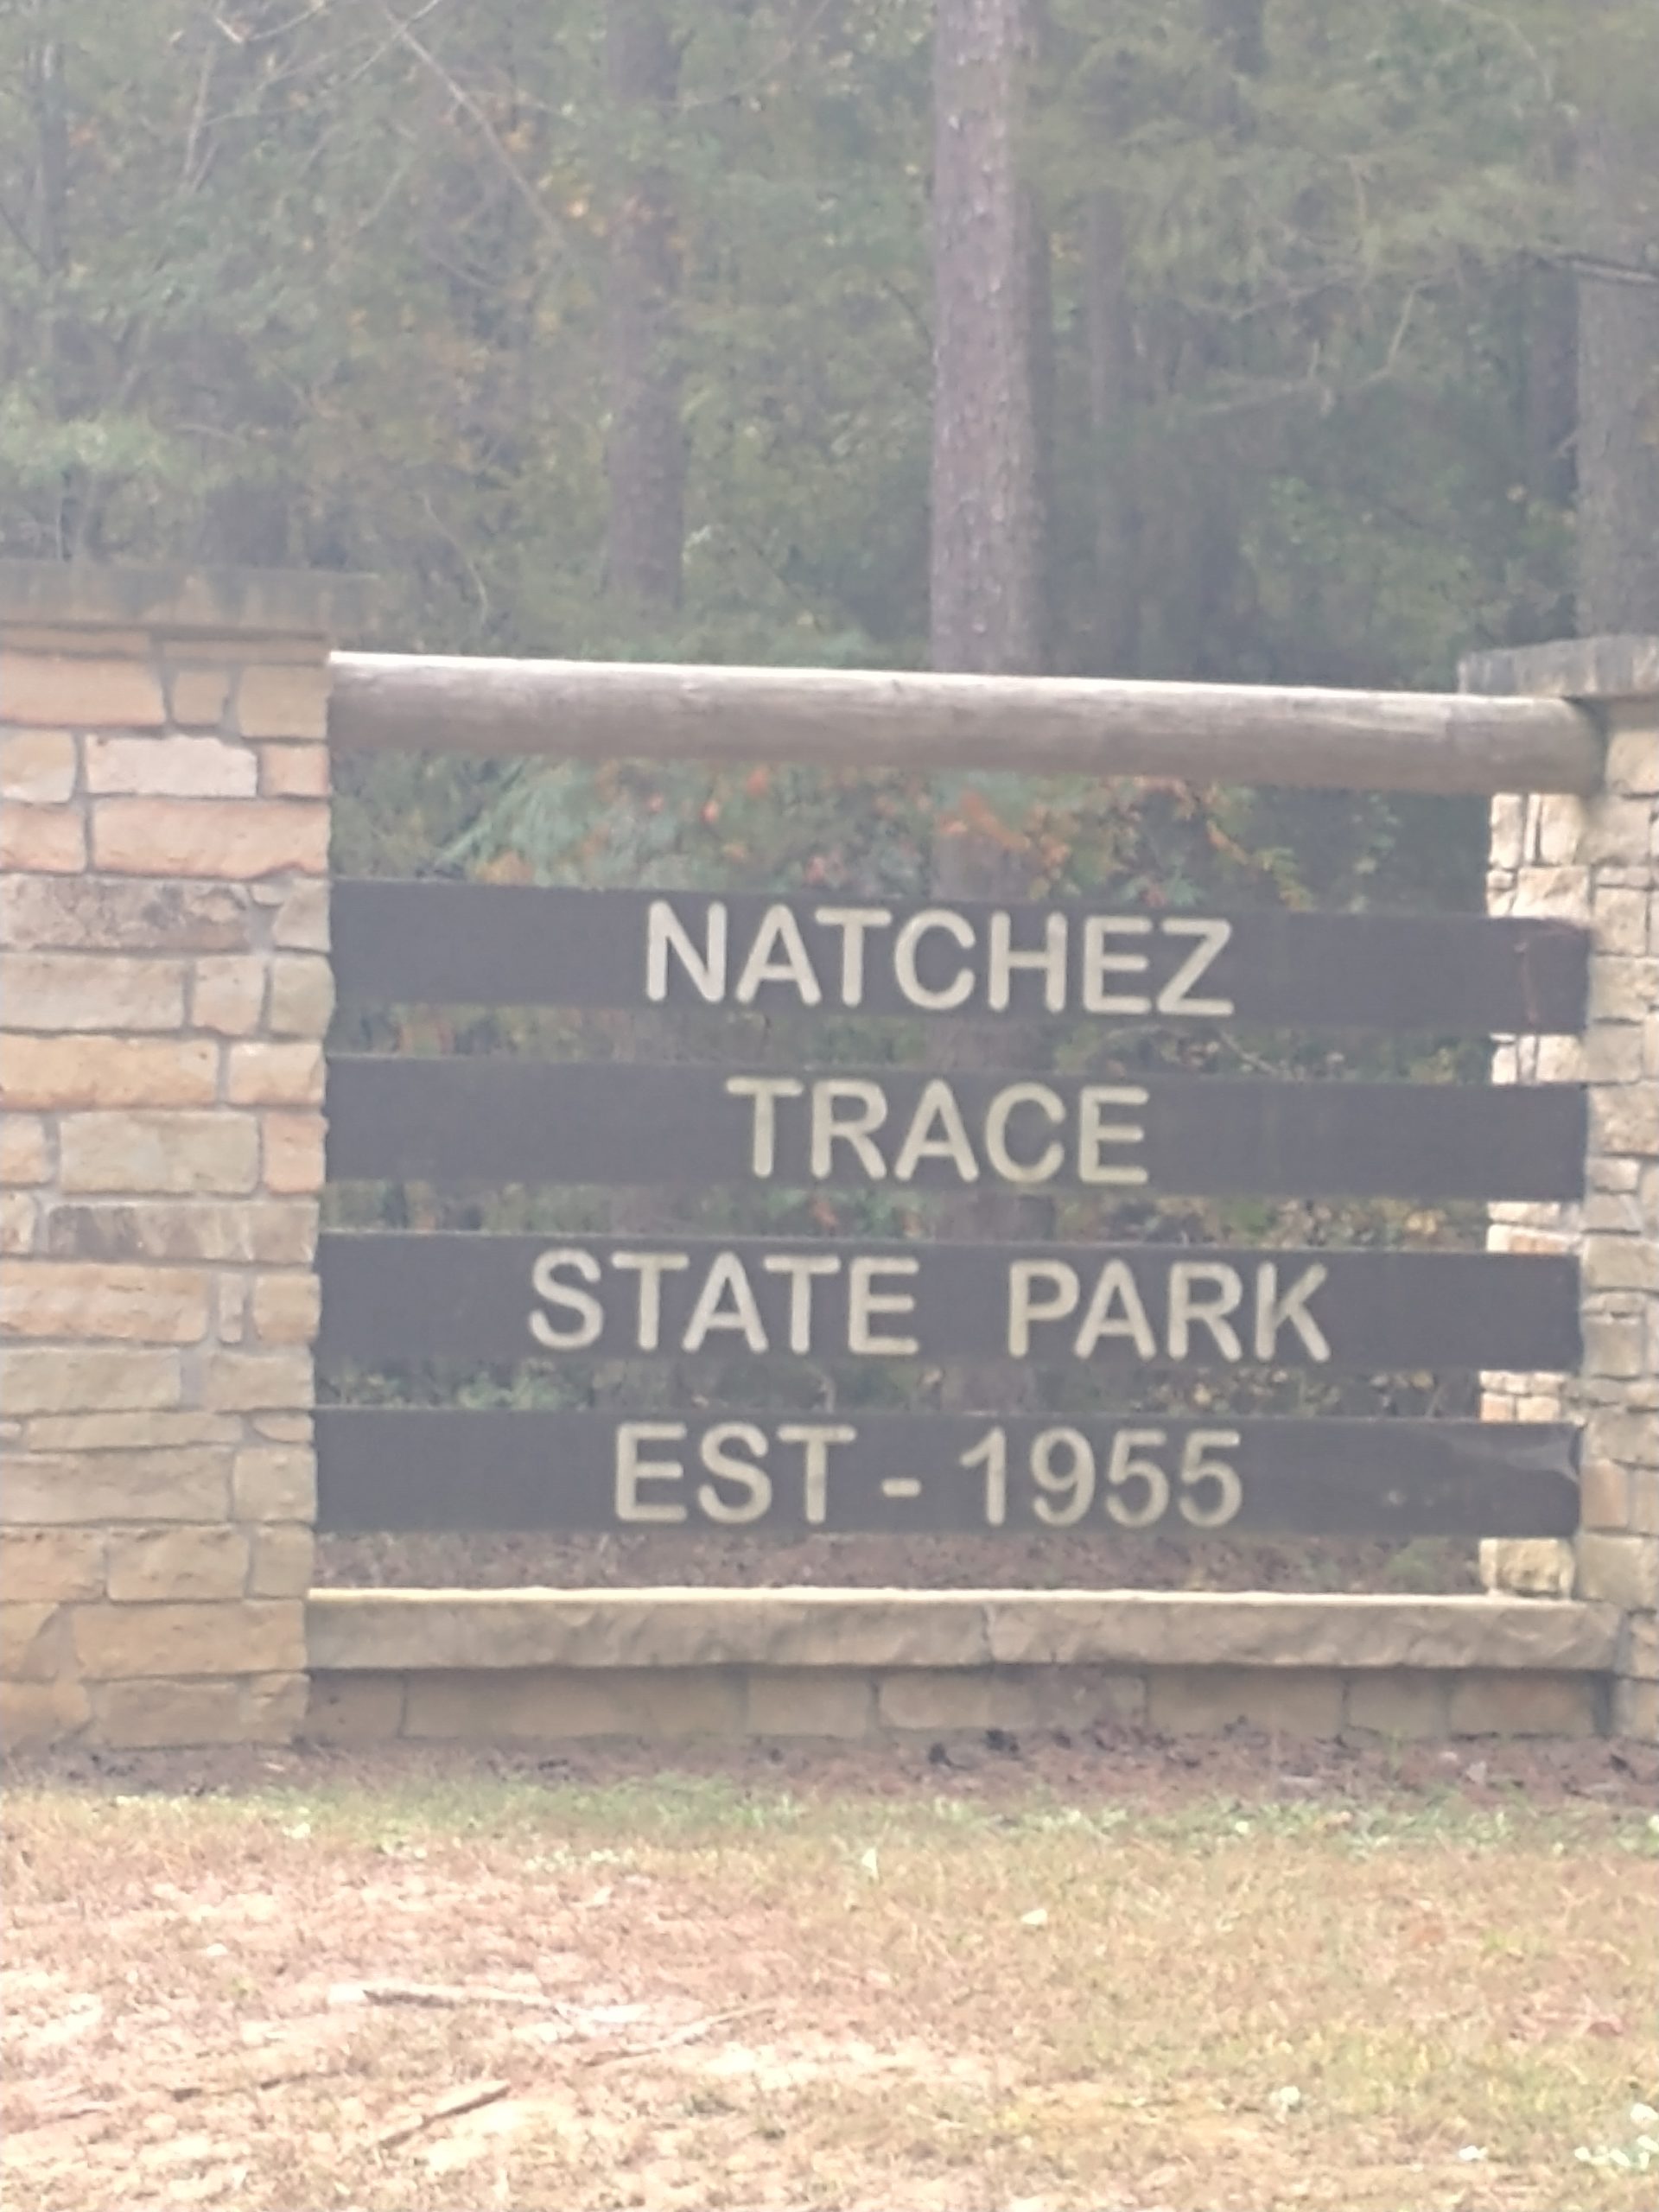 NATCHEZ
TRACE
STATE PARK
EST - 1955